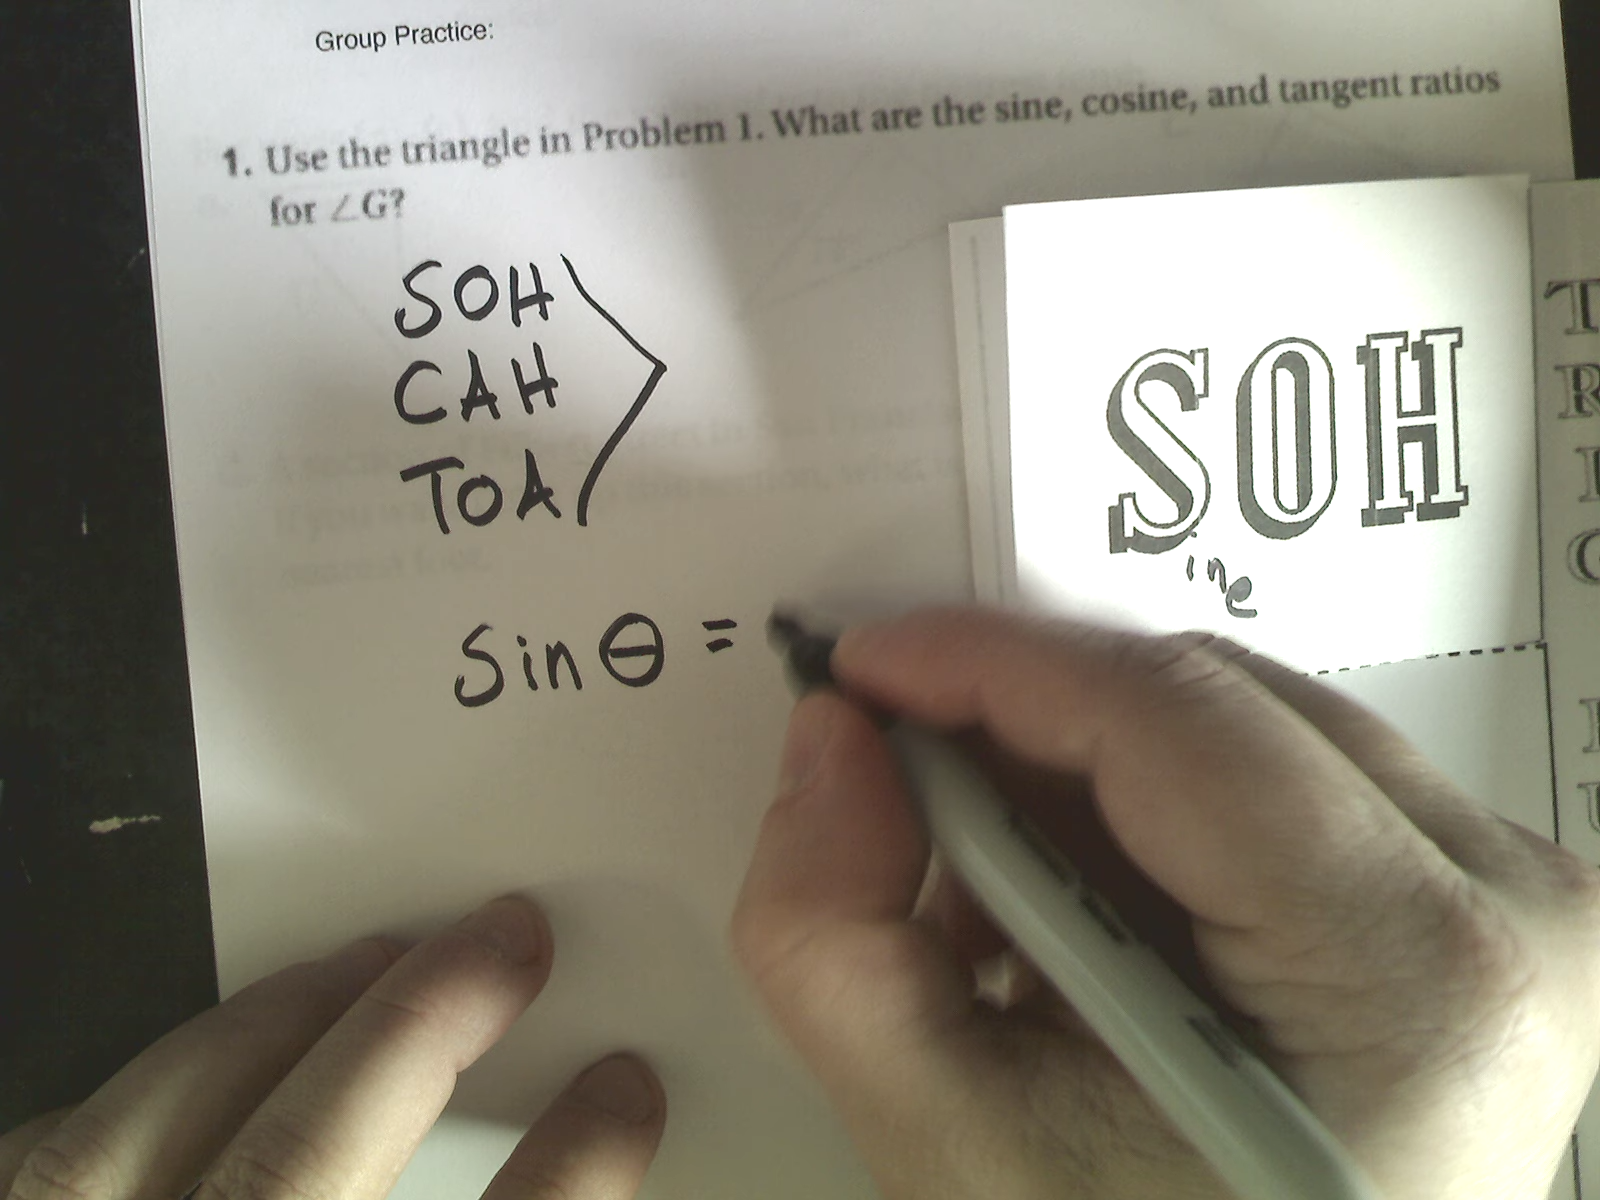 Group Practice:
1. Use the triangle in Problem 1. What are the sine, cosine, and tangent ratios
for ∠G?
SOH
CAH
TOA
Sin θ =
SOH
ine
T
R
I
G